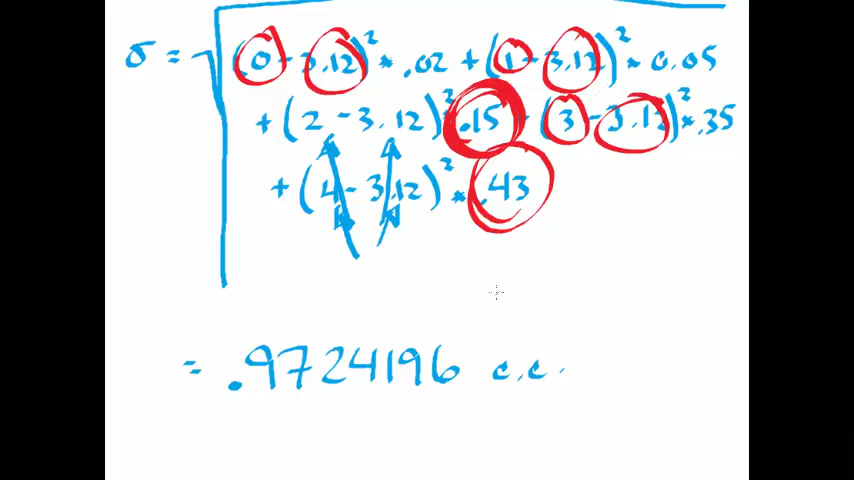 σ = √(.0 - 3.12)² * .02 + (1 - 3.12)² * 0.05
+ (2 - 3.12)² * .15 + (3 - 3.12)² * .35
+ (4 - 3.12)² * .43
= .9724196 c.c.